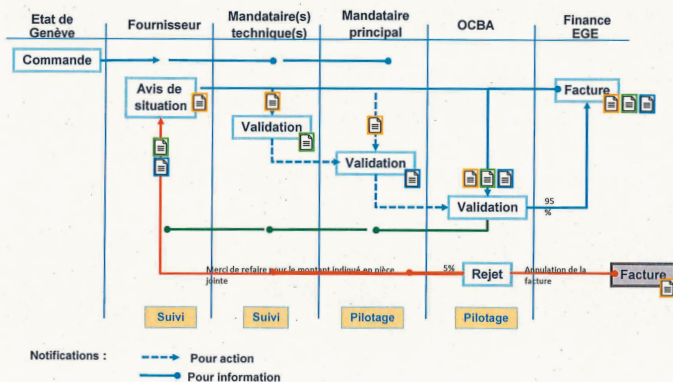 Etat de
Genève
Fournisseur
Mandataire(s)
technique(s)
Mandataire
principal
OCBA
Finance
EGE
Commande
Avis de
situation
Facture
Validation
Validation
Validation
95
%
Merci de refaire pour le montant indiqué en pièce
jointe
5%
Rejet
Annulation de la
facture
Facture
Suivi
Suivi
Pilotage
Pilotage
Notifications :
Pour action
Pour information